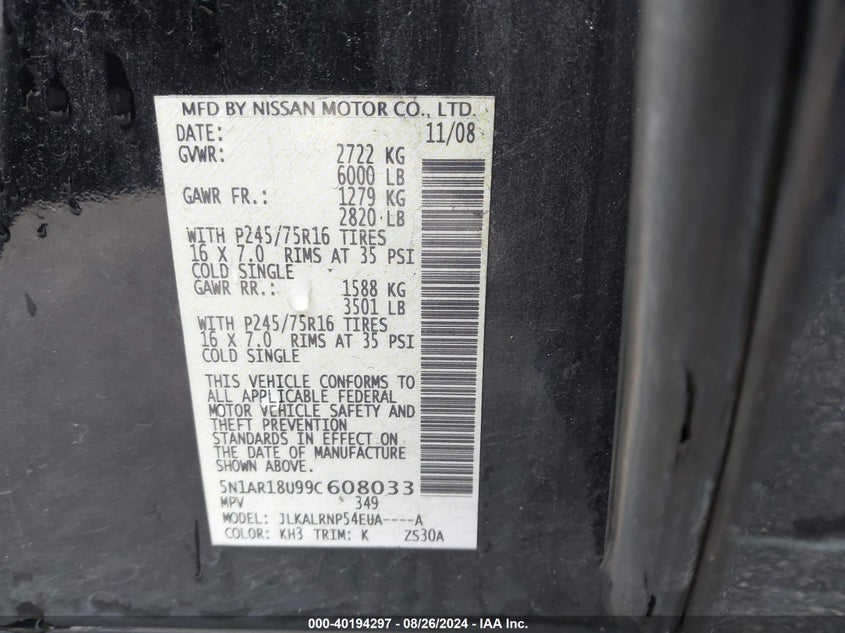 MFD BY NISSAN MOTOR CO., LTD.
DATE: 11/08
GVWR: 2722 KG
6000 LB
GAWR FR.: 1279 KG
2820 LB
WITH P245/75R16 TIRES
16 X 7.0 RIMS AT 35 PSI
COLD SINGLE
GAWR RR.: 1588 KG
3501 LB
WITH P245/75R16 TIRES
16 X 7.0 RIMS AT 35 PSI
COLD SINGLE
THIS VEHICLE CONFORMS TO
ALL APPLICABLE FEDERAL
MOTOR VEHICLE SAFETY AND
THEFT PREVENTION
STANDARDS IN EFFECT ON
THE DATE OF MANUFACTURE
SHOWN ABOVE.
5N1AR18U99C608033
MPV 349
MODEL: JLKALRNP54EUA----A
COLOR: KH3 TRIM: K ZS30A
000-40194297 - 08/26/2024 - IAA Inc.